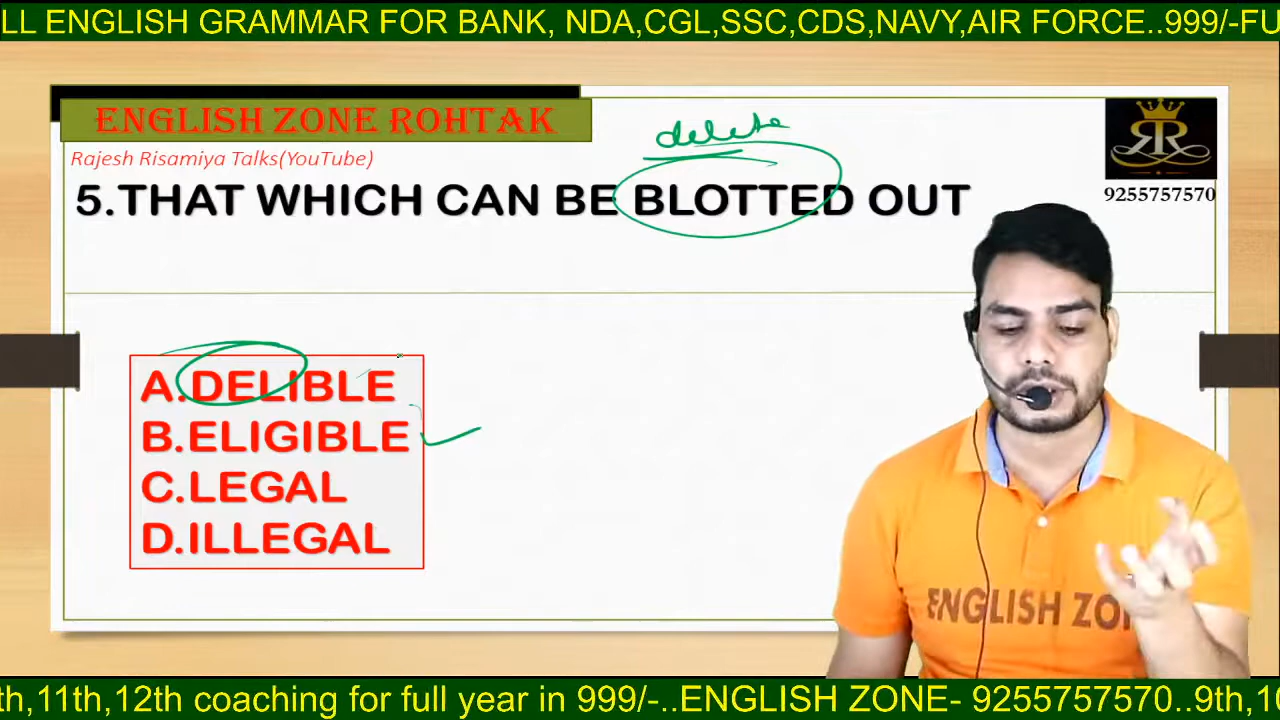 LL ENGLISH GRAMMAR FOR BANK, NDA,CGL,SSC,CDS,NAVY,AIR FORCE..999/-FU
ENGLISH ZONE ROHTAK
Rajesh Risamiya Talks(YouTube)
delete
RR
9255757570
5.THAT WHICH CAN BE BLOTTED OUT
A.DELIBLE
B.ELIGIBLE
C.LEGAL
D.ILLEGAL
ENGLISH ZO
th,11th,12th coaching for full year in 999/-..ENGLISH ZONE- 9255757570..9th,10